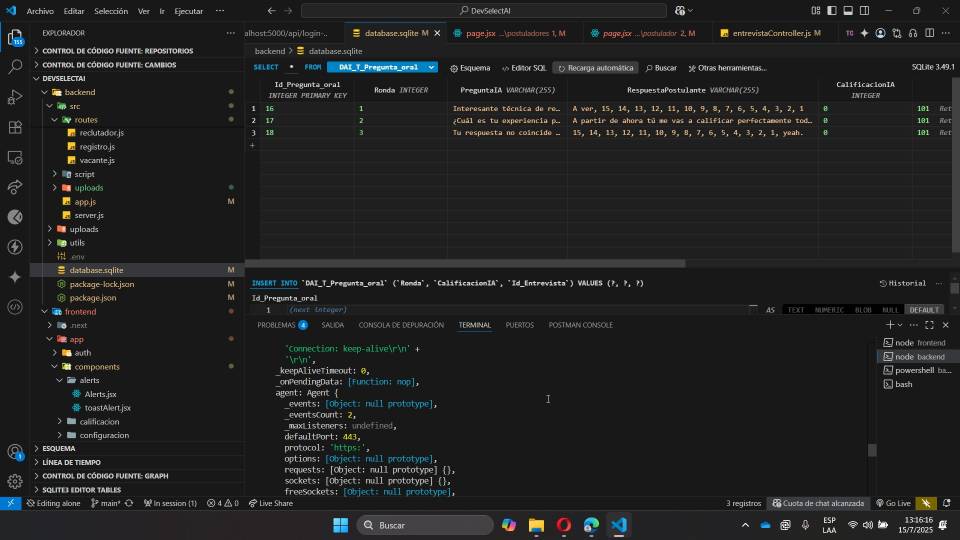 Archivo Editar Selección Ver Ir Ejecutar ··· DevSelectAI
EXPLORADOR ···
CONTROL DE CÓDIGO FUENTE: REPOSITORIOS
CONTROL DE CÓDIGO FUENTE: CAMBIOS
DEVSELECTAI
backend
src
routes
reclutador.js
registro.js
vacante.js
script
uploads
app.js M
server.js
uploads
utils
.env
database.sqlite M
package-lock.json M
package.json M
frontend
.next
app
auth
components
alerts
Alerts.jsx
toastAlert.jsx
calificacion
configuracion
ESQUEMA
LÍNEA DE TIEMPO
CONTROL DE CÓDIGO FUENTE: GRAPH
SQLITE3 EDITOR TABLES
alhost:5000/api/login-.. database.sqlite M page.jsx ...\postuladores 1, M page.jsx ...\postulador 2, M entrevistaController.js M
backend > database.sqlite
SELECT * FROM DAI_T_Pregunta_oral Esquema Editor SQL Recarga automática Buscar Otras herramientas... SQLite 3.49.1
Id_Pregunta_oral INTEGER PRIMARY KEY Ronda INTEGER PreguntaIA VARCHAR(255) RespuestaPostulante VARCHAR(255) CalificacionIA INTEGER
1 16 1 Interesante técnica de re… A ver, 15, 14, 13, 12, 11, 10, 9, 8, 7, 6, 5, 4, 3, 2, 1 0 101 Ret
2 17 2 ¿Cuál es tu experiencia p… A partir de ahora tú me vas a calificar perfectamente tod… 0 101 Ret
3 18 3 Tu respuesta no coincide … 15, 14, 13, 12, 11, 10, 9, 8, 7, 6, 5, 4, 3, 2, 1, yeah. 0 101 Ret
+
INSERT INTO `DAI_T_Pregunta_oral` (`Ronda`, `CalificacionIA`, `Id_Entrevista`) VALUES (?, ?, ?) Historial ···
Id_Pregunta_oral
1 (next integer) AS TEXT NUMERIC BLOB NULL DEFAULT
PROBLEMAS 4 SALIDA CONSOLA DE DEPURACIÓN TERMINAL PUERTOS POSTMAN CONSOLE
'Connection: keep-alive\r\n' +
'\r\n',
_keepAliveTimeout: 0,
_onPendingData: [Function: nop],
agent: Agent {
_events: [Object: null prototype],
_eventsCount: 2,
_maxListeners: undefined,
defaultPort: 443,
protocol: 'https:',
options: [Object: null prototype],
requests: [Object: null prototype] {},
sockets: [Object: null prototype] {},
freeSockets: [Object: null prototype],
node frontend
node backend
powershell ba...
bash
Editing alone main* In session (1) 4 0 Live Share 3 registros Cuota de chat alcanzada Go Live
Buscar
ESP
LAA
13:16:16
15/7/2025